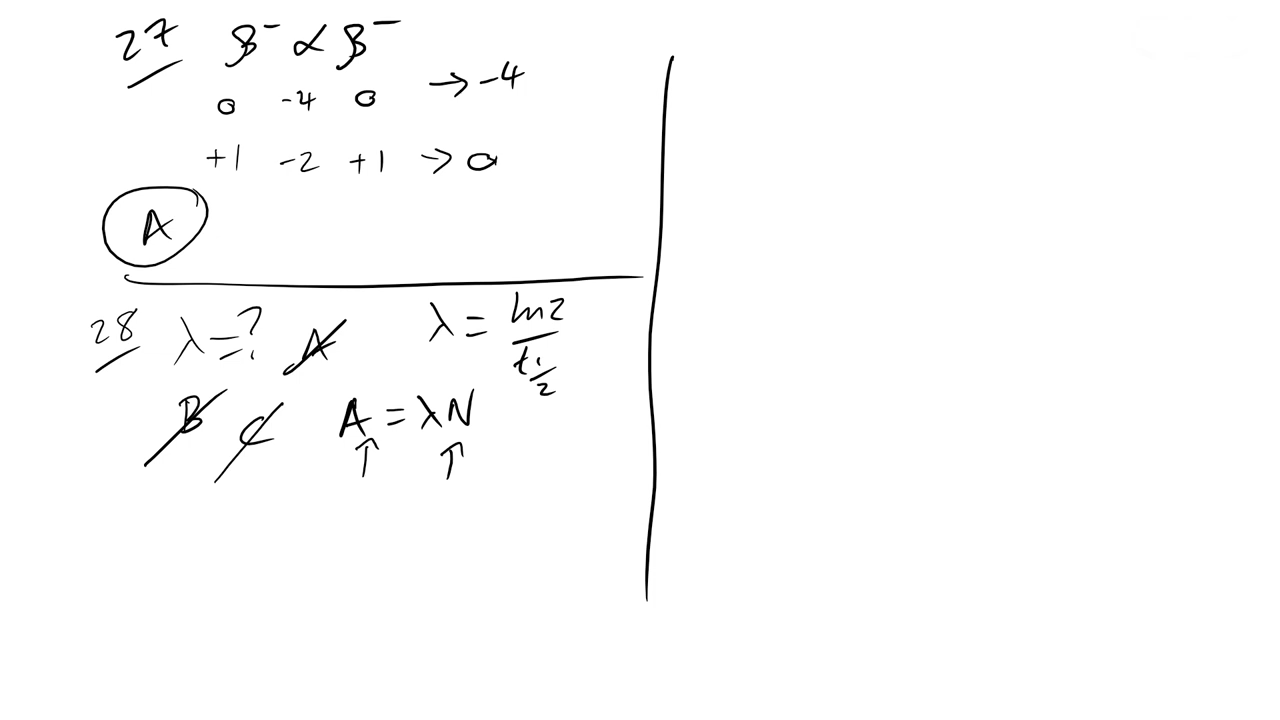 27 β⁻ α β⁻
0 -4 0 → -4
+1 -2 +1 → 0
A
28 λ=? A λ = ln2/t½
B C A = λN
↑ ↑